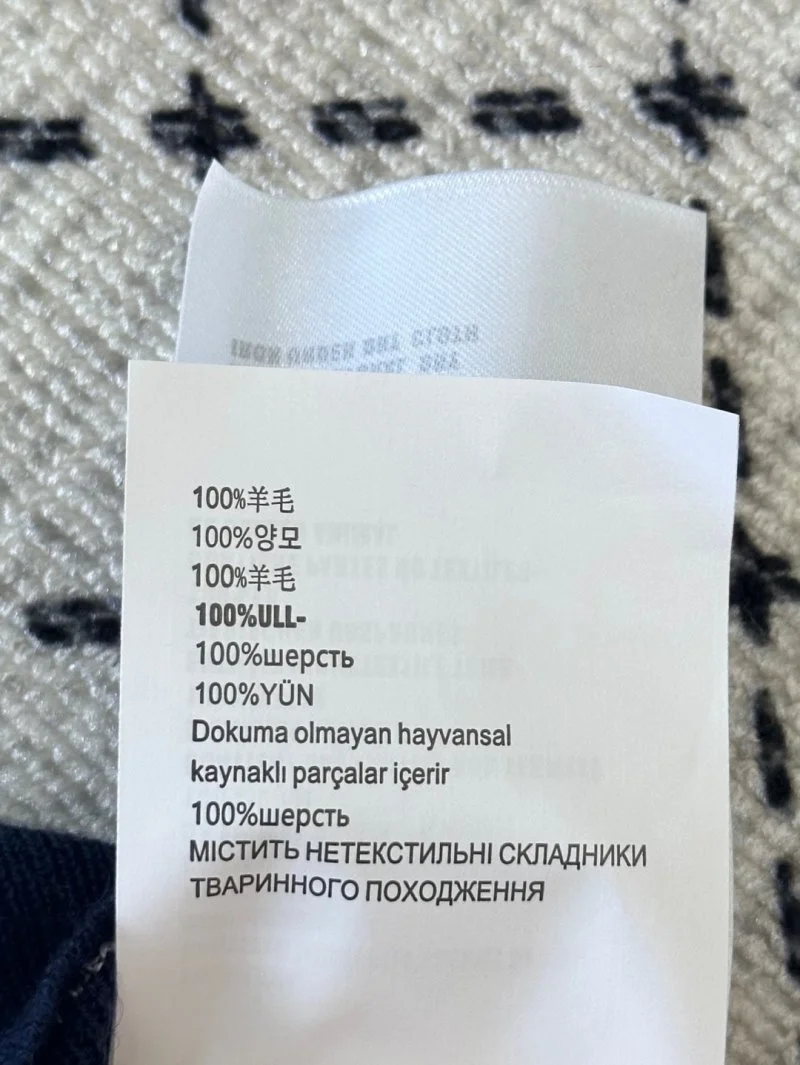 100%羊毛
100%양모
100%羊毛
100%ULL-
100%шерсть
100%YÜN
Dokuma olmayan hayvansal
kaynaklı parçalar içerir
100%шерсть
МІСТИТЬ НЕТЕКСТИЛЬНІ СКЛАДНИКИ
ТВАРИННОГО ПОХОДЖЕННЯ